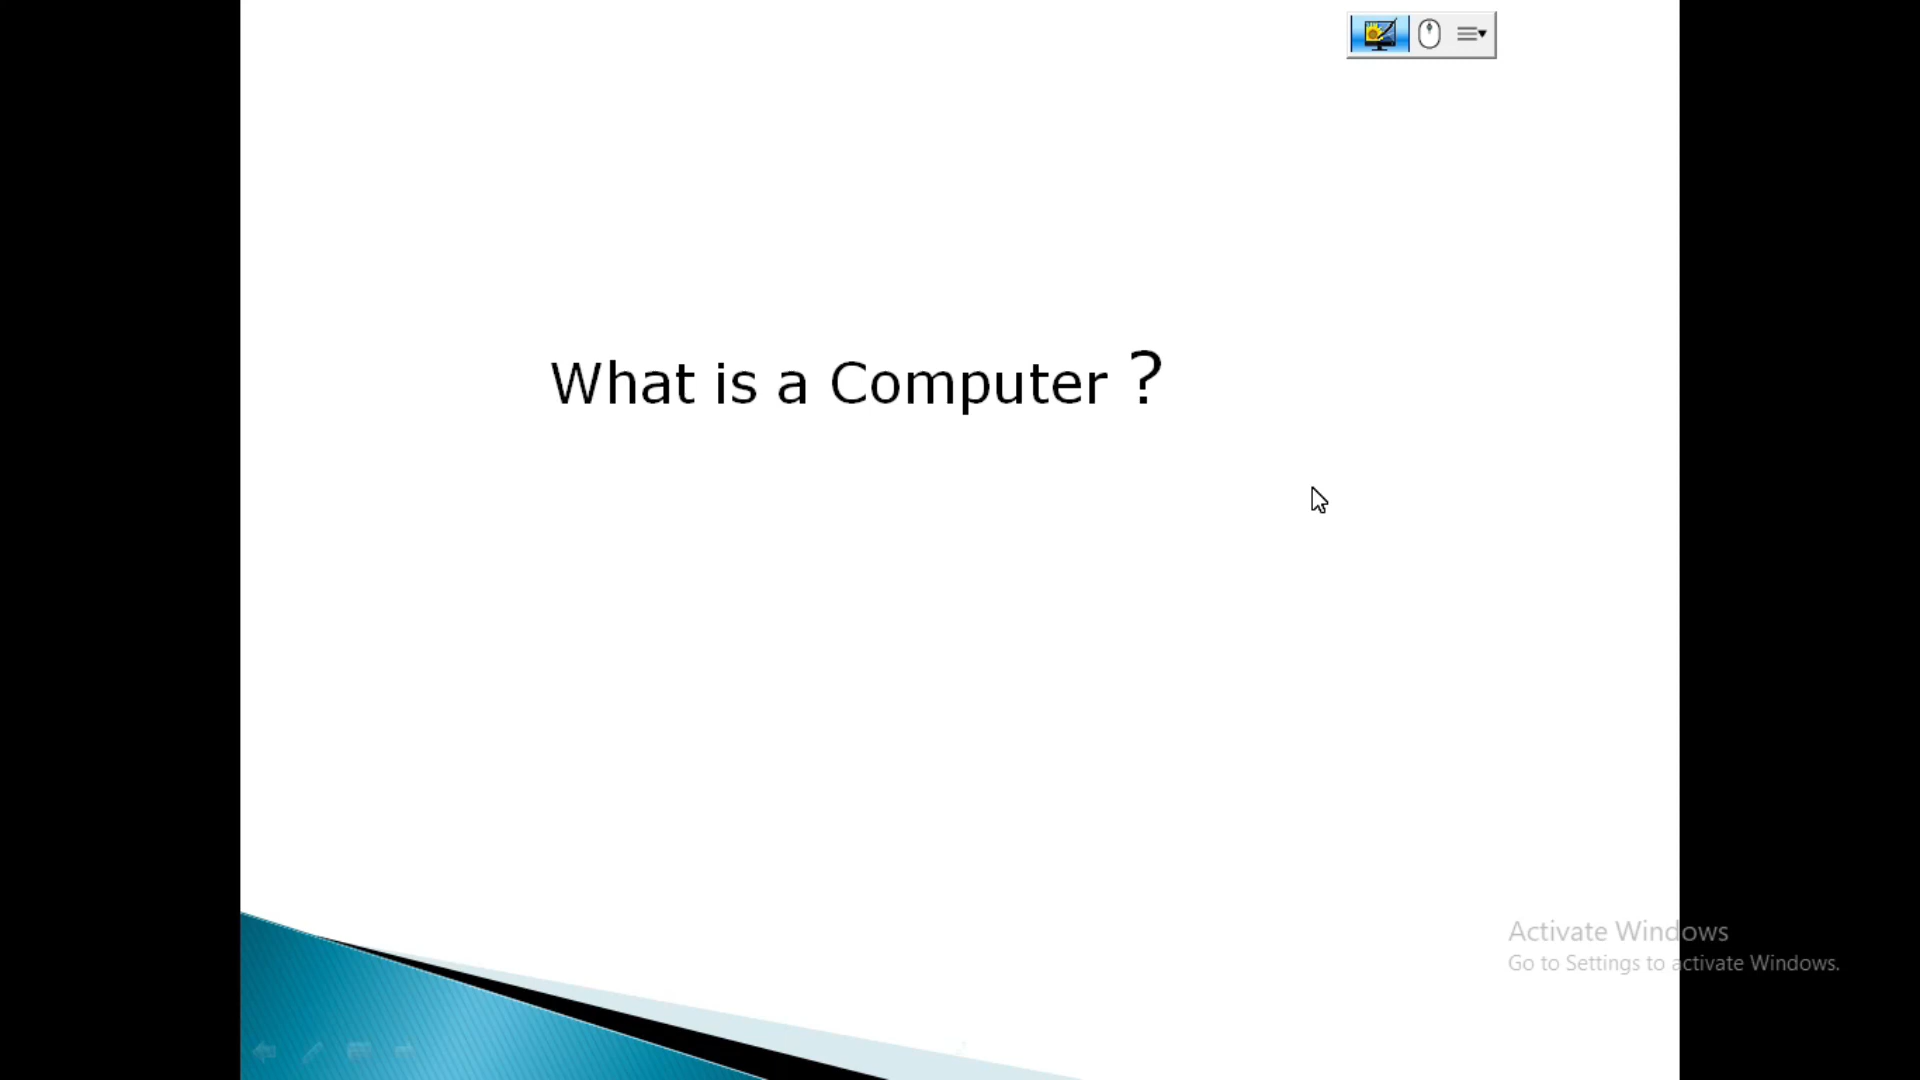 What is a Computer ?
Activate Windows
Go to Settings to activate Windows.